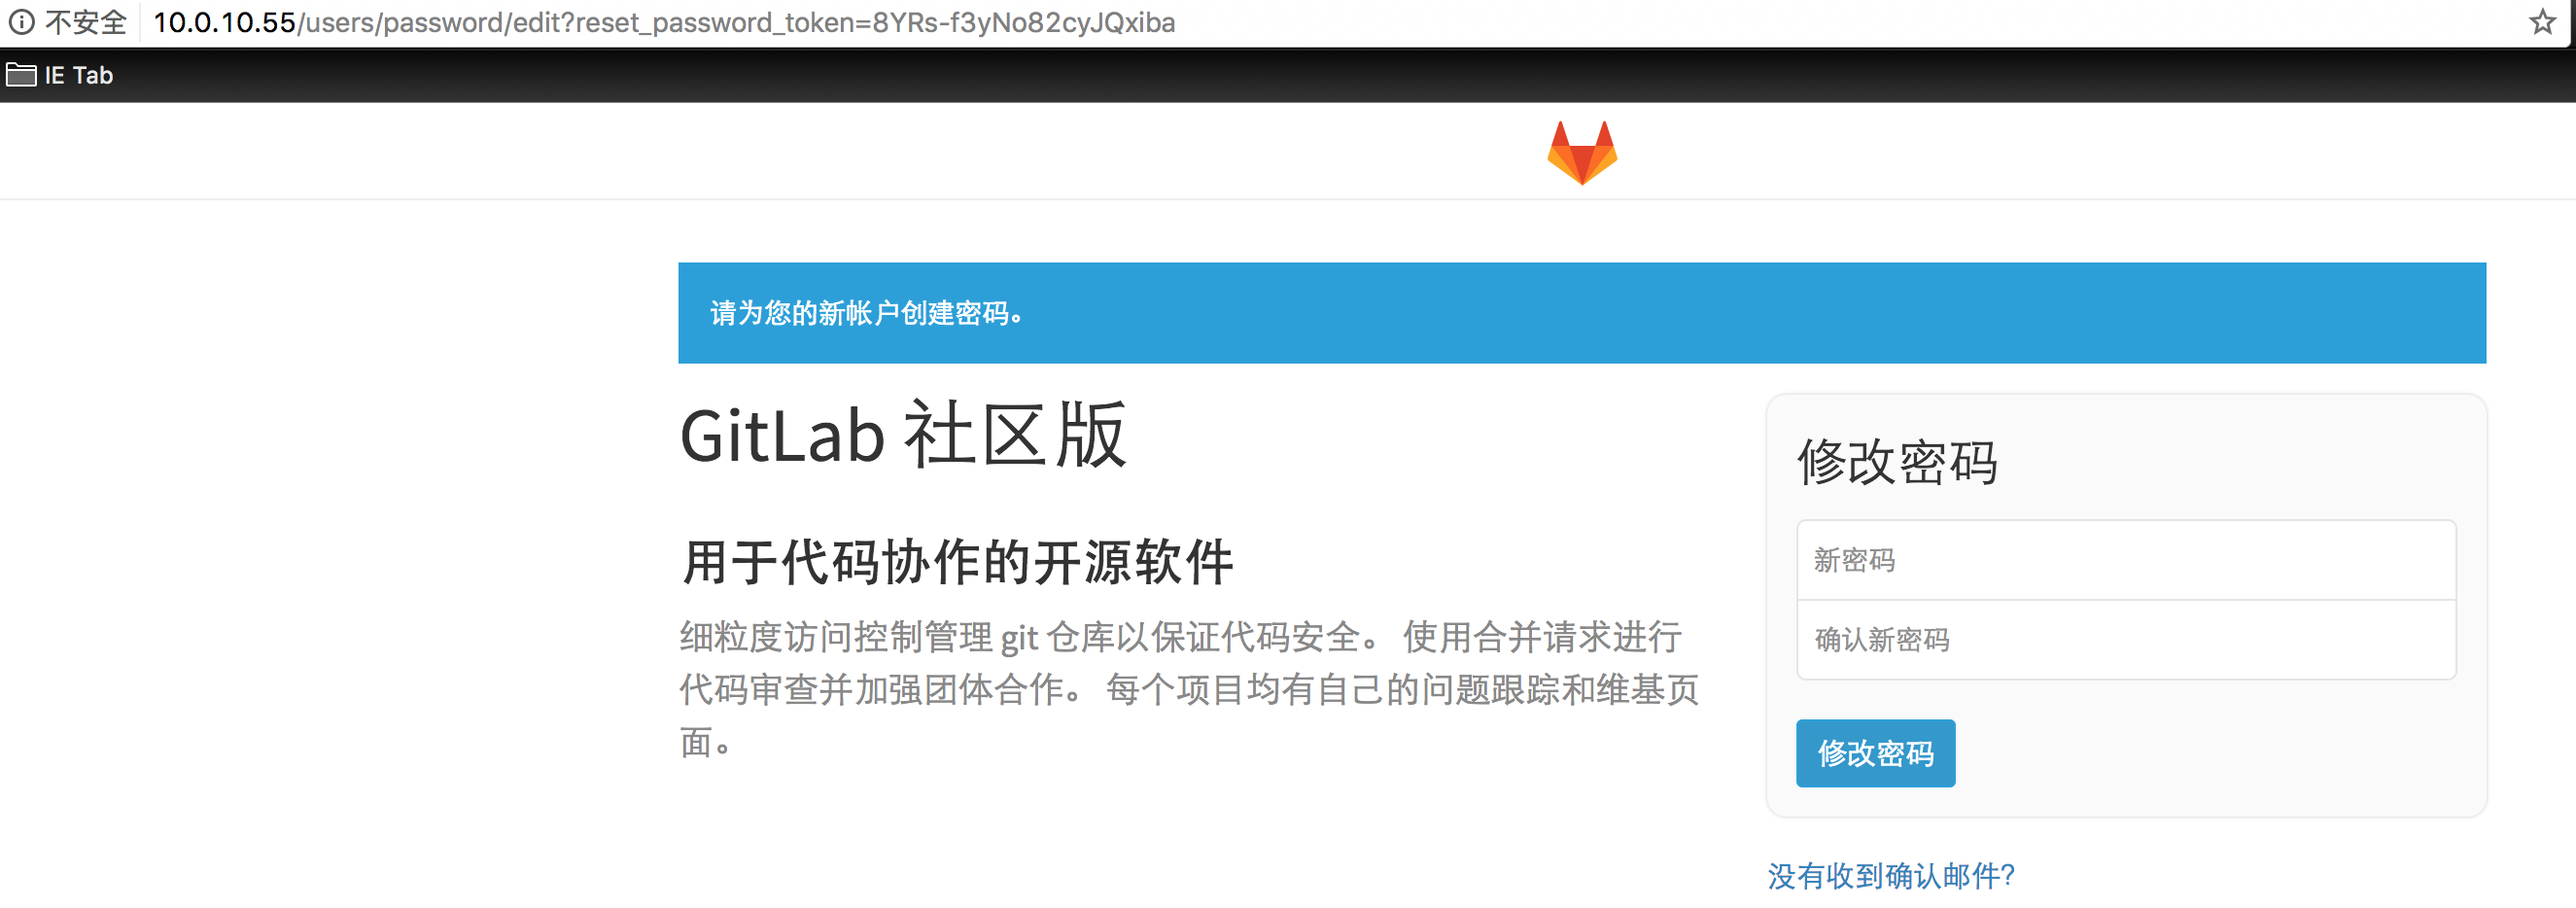 不安全 10.0.10.55/users/password/edit?reset_password_token=8YRs-f3yNo82cyJQxiba
IE Tab
请为您的新帐户创建密码。
GitLab 社区版
用于代码协作的开源软件
细粒度访问控制管理 git 仓库以保证代码安全。 使用合并请求进行
代码审查并加强团体合作。 每个项目均有自己的问题跟踪和维基页
面。
修改密码
新密码
确认新密码
修改密码
没有收到确认邮件?